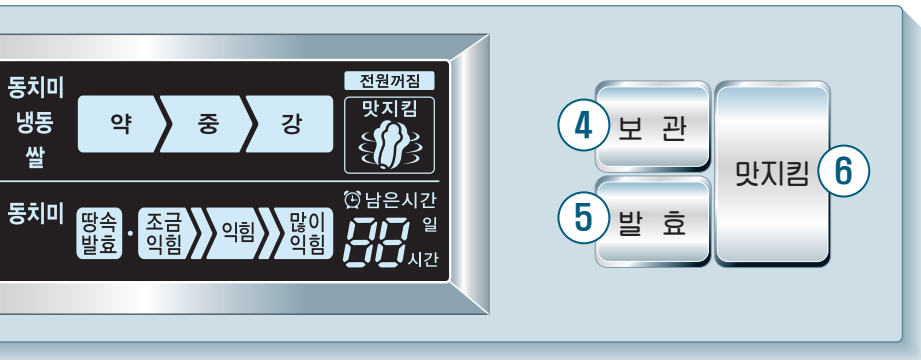 동치미
냉동
쌀
약
중
강
전원꺼짐
맛지킴
동치미
땅속
발효
·
조금
익힘
익힘
많이
익힘
남은시간
88
일
시간
④
보 관
⑤
발 효
맛지킴
⑥